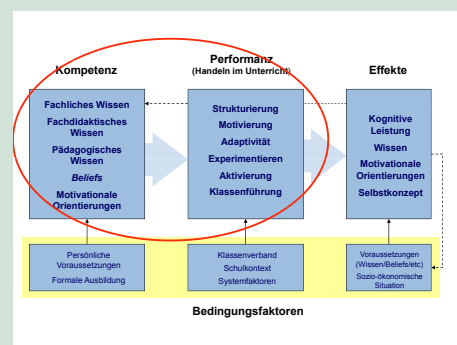 Kompetenz
Performanz
(Handeln im Unterricht)
Effekte
Fachliches Wissen
Fachdidaktisches
Wissen
Pädagogisches
Wissen
Beliefs
Motivationale
Orientierungen
Strukturierung
Motivierung
Adaptivität
Experimentieren
Aktivierung
Klassenführung
Kognitive
Leistung
Wissen
Motivationale
Orientierungen
Selbstkonzept
Persönliche
Voraussetzungen
Formale Ausbildung
Klassenverband
Schulkontext
Systemfaktoren
Voraussetzungen
(Wissen/Beliefs/etc)
Sozio-ökonomische
Situation
Bedingungsfaktoren